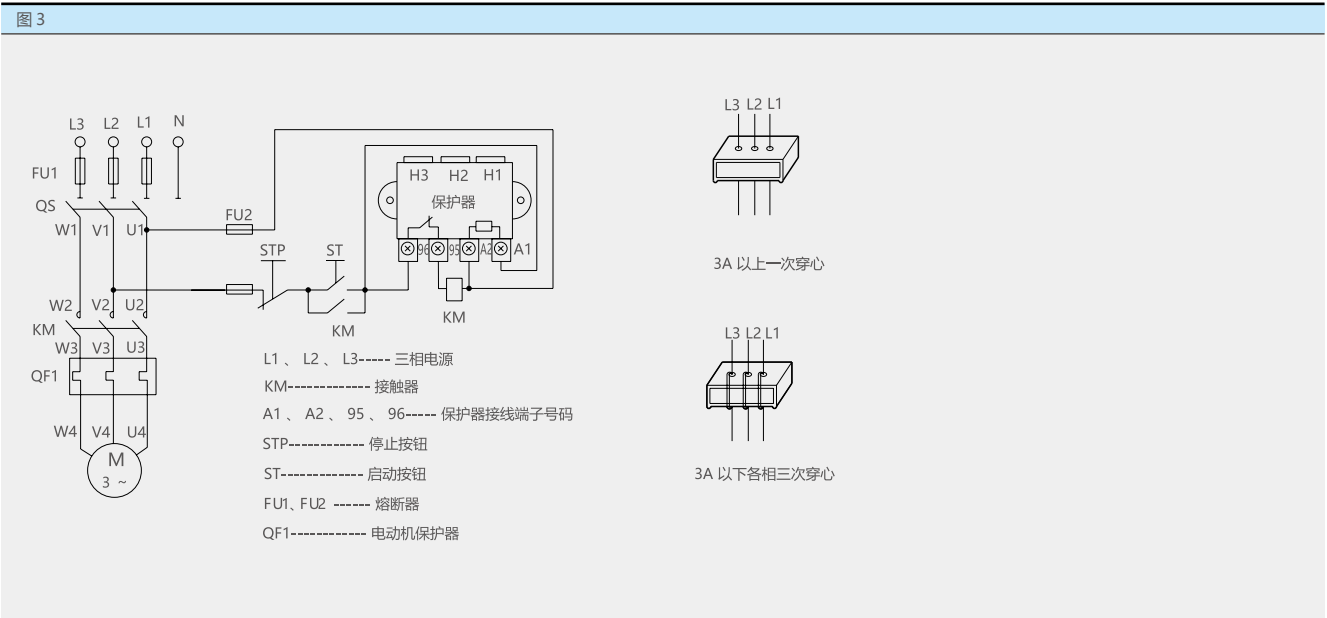 图 3
L3 L2 L1 N
FU1
QS
W1 V1 U1
FU2
STP
ST
H3 H2 H1
保护器
96 95 A2 A1
KM
KM
W2 V2 U2
KM
W3 V3 U3
QF1
W4 V4 U4
M
3 ~
L1 、 L2 、 L3----- 三相电源
KM------------- 接触器
A1 、 A2 、 95 、 96----- 保护器接线端子号码
STP------------ 停止按钮
ST------------- 启动按钮
FU1、FU2 ------ 熔断器
QF1------------ 电动机保护器
L3 L2 L1
3A 以上一次穿心
L3 L2 L1
3A 以下各相三次穿心